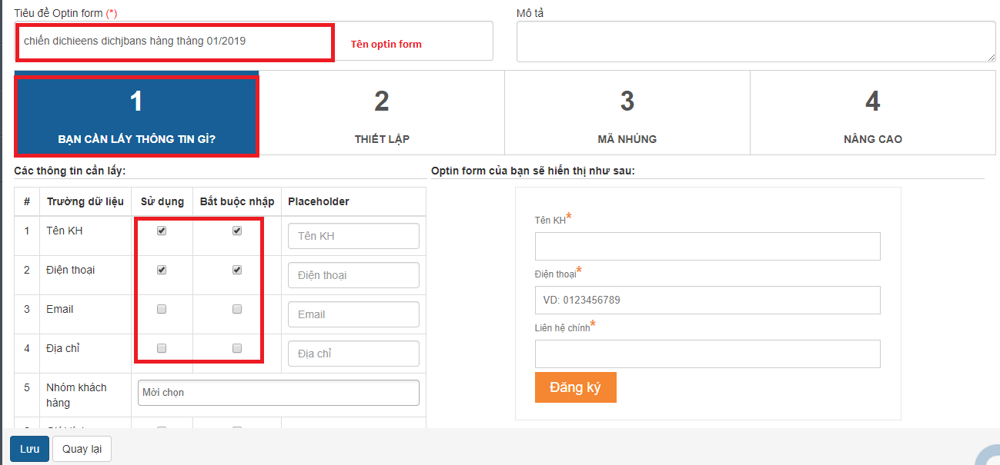 Tiêu đề Optin form (*)
Mô tả
chiến dichieens dichjbans hàng tháng 01/2019
Tên optin form
1
BẠN CẦN LẤY THÔNG TIN GÌ?
2
THIẾT LẬP
3
MÃ NHÚNG
4
NÂNG CAO
Các thông tin cần lấy:
# Trường dữ liệu Sử dụng Bắt buộc nhập Placeholder
1 Tên KH Tên KH
2 Điện thoại Điện thoại
3 Email Email
4 Địa chỉ Địa chỉ
5 Nhóm khách hàng Mời chọn
Optin form của bạn sẽ hiển thị như sau:
Tên KH*
Điện thoại*
VD: 0123456789
Liên hệ chính*
Đăng ký
Lưu
Quay lại